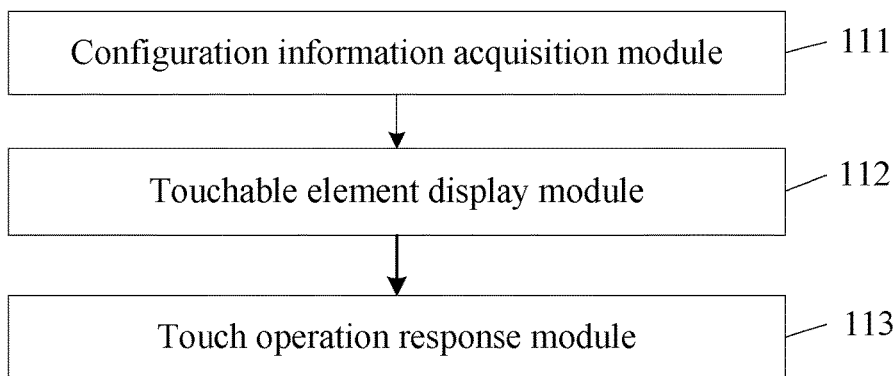 Configuration information acquisition module
111
Touchable element display module
112
Touch operation response module
113